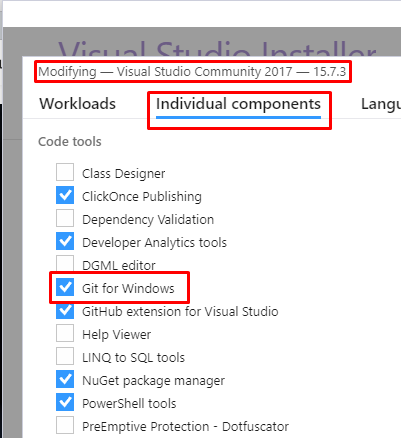 Visual Studio Installer
Modifying — Visual Studio Community 2017 — 15.7.3
Workloads Individual components Langu
Code tools
Class Designer
ClickOnce Publishing
Dependency Validation
Developer Analytics tools
DGML editor
Git for Windows
GitHub extension for Visual Studio
Help Viewer
LINQ to SQL tools
NuGet package manager
PowerShell tools
PreEmptive Protection - Dotfuscator